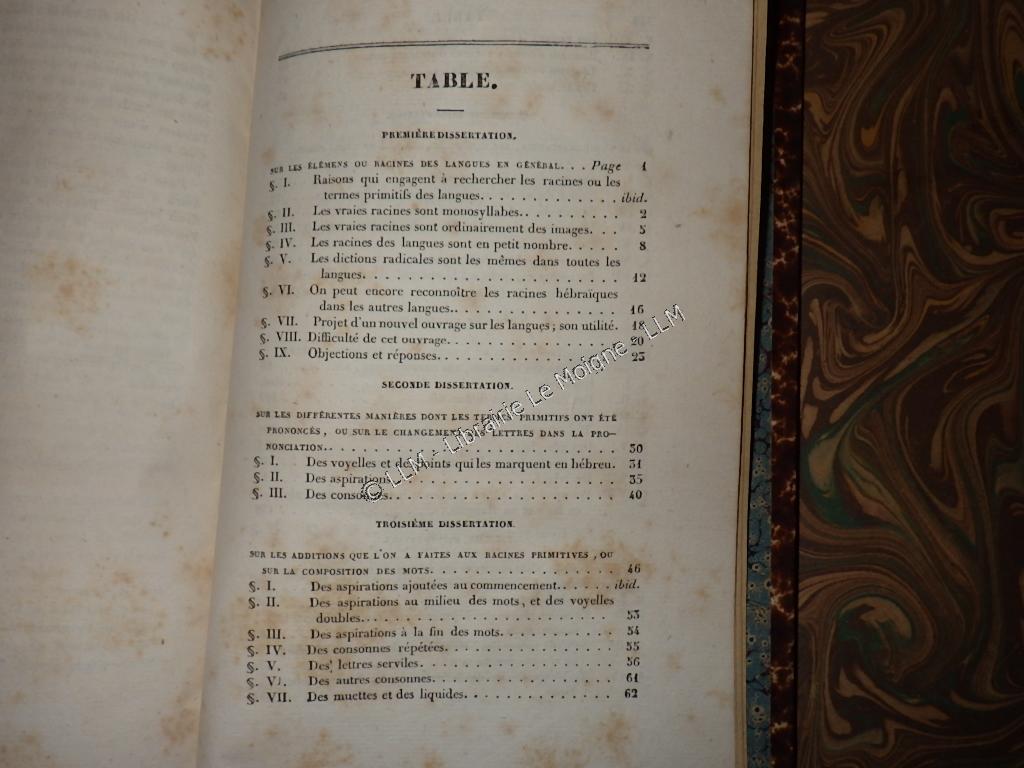 TABLE.
PREMIÈRE DISSERTATION.
SUR LES ÉLÉMENS OU RACINES DES LANGUES EN GÉNÉRAL. . . Page 1
§. I. Raisons qui engagent à rechercher les racines ou les
termes primitifs des langues. . . . . . . . . . . . . ibid.
§. II. Les vraies racines sont monosyllabes. . . . . . . . . . 2
§. III. Les vraies racines sont ordinairement des images. . . 5
§. IV. Les racines des langues sont en petit nombre. . . . . 8
§. V. Les dictions radicales sont les mêmes dans toutes les
langues. . . . . . . . . . . . . . . . . . . . . . . 12
§. VI. On peut encore reconnoître les racines hébraïques
dans les autres langues. . . . . . . . . . . . . . . 16
§. VII. Projet d'un nouvel ouvrage sur les langues ; son utilité. 18
§. VIII. Difficulté de cet ouvrage. . . . . . . . . . . . . . . 20
§. IX. Objections et réponses. . . . . . . . . . . . . . . . 23
SECONDE DISSERTATION.
SUR LES DIFFÉRENTES MANIÈRES DONT LES TERMES PRIMITIFS ONT ÉTÉ
PRONONCÉS, OU SUR LE CHANGEMENT DES LETTRES DANS LA PRO-
NONCIATION. . . . . . . . . . . . . . . . . . . . . . . 30
§. I. Des voyelles et des points qui les marquent en hébreu. 31
§. II. Des aspirations. . . . . . . . . . . . . . . . . . . 35
§. III. Des consonnes. . . . . . . . . . . . . . . . . . . . 40
TROISIÈME DISSERTATION.
SUR LES ADDITIONS QUE L'ON A FAITES AUX RACINES PRIMITIVES, OU
SUR LA COMPOSITION DES MOTS. . . . . . . . . . . . . . . 46
§. I. Des aspirations ajoutées au commencement. . . . . . ibid.
§. II. Des aspirations au milieu des mots, et des voyelles
doubles. . . . . . . . . . . . . . . . . . . . . . . 53
§. III. Des aspirations à la fin des mots. . . . . . . . . . 54
§. IV. Des consonnes répétées. . . . . . . . . . . . . . . . 55
§. V. Des lettres serviles. . . . . . . . . . . . . . . . . 56
§. VI. Des autres consonnes. . . . . . . . . . . . . . . . . 61
§. VII. Des muettes et des liquides. . . . . . . . . . . . . 62
© LLM - Librairie Le Moigne - LLM